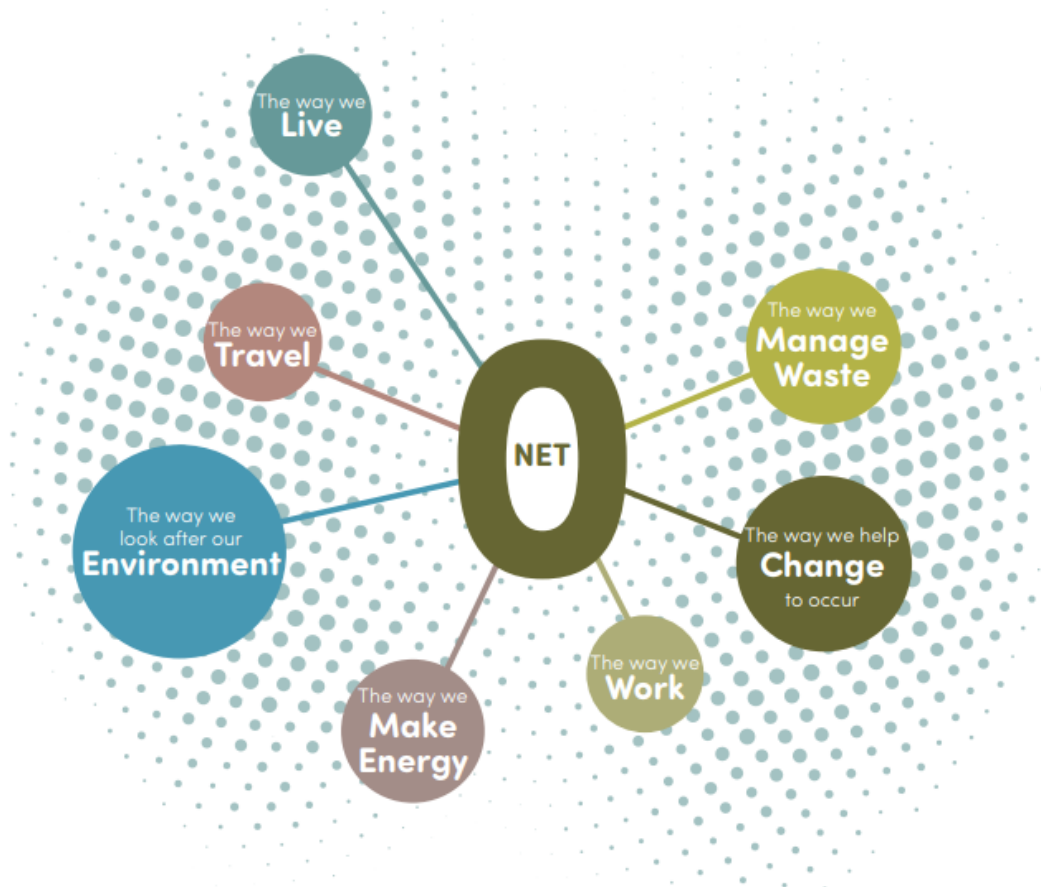 The way we
Live
The way we
Travel
The way we
Manage
Waste
NET
0
The way we
look after our
Environment
The way we help
Change
to occur
The way we
Work
The way we
Make
Energy